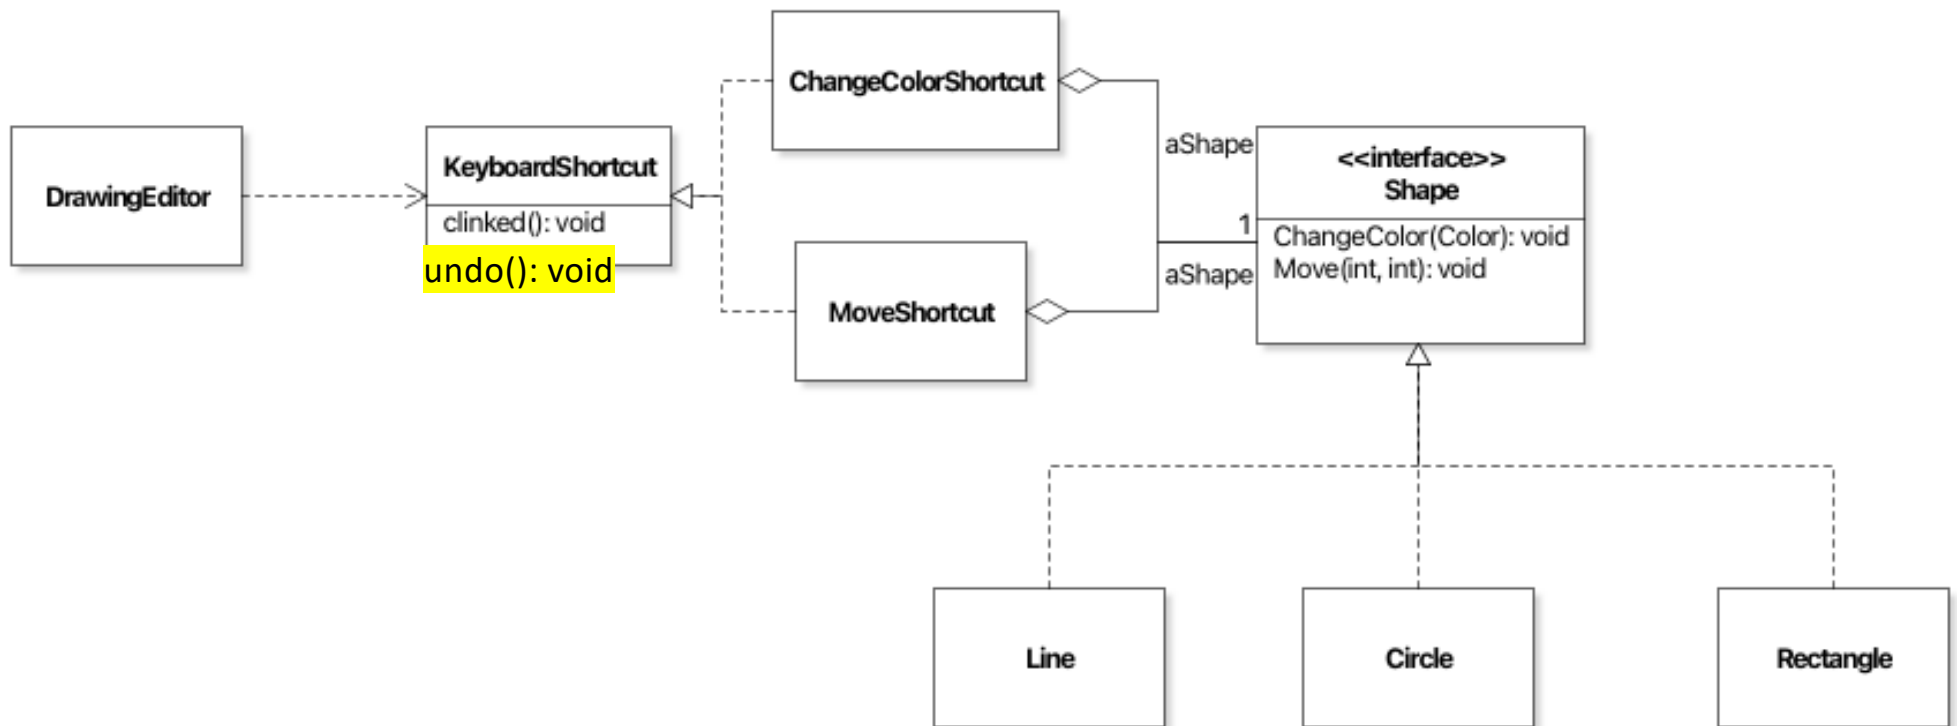 ChangeColorShortcut
DrawingEditor
KeyboardShortcut
clinked(): void
undo(): void
MoveShortcut
aShape
1
aShape
<<interface>>
Shape
ChangeColor(Color): void
Move(int, int): void
Line
Circle
Rectangle